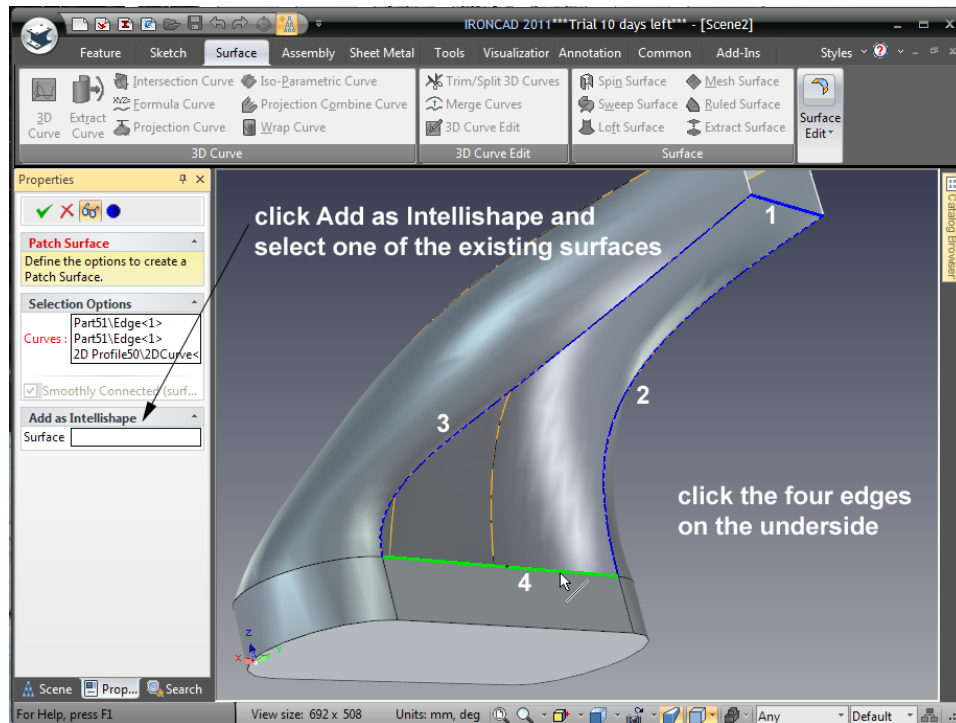 IRONCAD 2011***Trial 10 days left*** - [Scene2]
Feature Sketch Surface Assembly Sheet Metal Tools Visualization Annotation Common Add-Ins Styles
3D Curve
Extract Curve
Intersection Curve
Formula Curve
Projection Curve
Iso-Parametric Curve
Projection Combine Curve
Wrap Curve
3D Curve
Trim/Split 3D Curves
Merge Curves
3D Curve Edit
3D Curve Edit
Spin Surface
Sweep Surface
Loft Surface
Mesh Surface
Ruled Surface
Extract Surface
Surface
Surface Edit
Properties
Patch Surface
Define the options to create a
Patch Surface.
Selection Options
Curves :
Part51\Edge<1>
Part51\Edge<1>
2D Profile50\2DCurve<
Smoothly Connected (surf...
Add as Intellishape
Surface
click Add as Intellishape and
select one of the existing surfaces
1
2
3
click the four edges
on the underside
4
z
x
Catalog Browser
Scene Prop... Search
For Help, press F1 View size: 692 x 508 Units: mm, deg Any Default